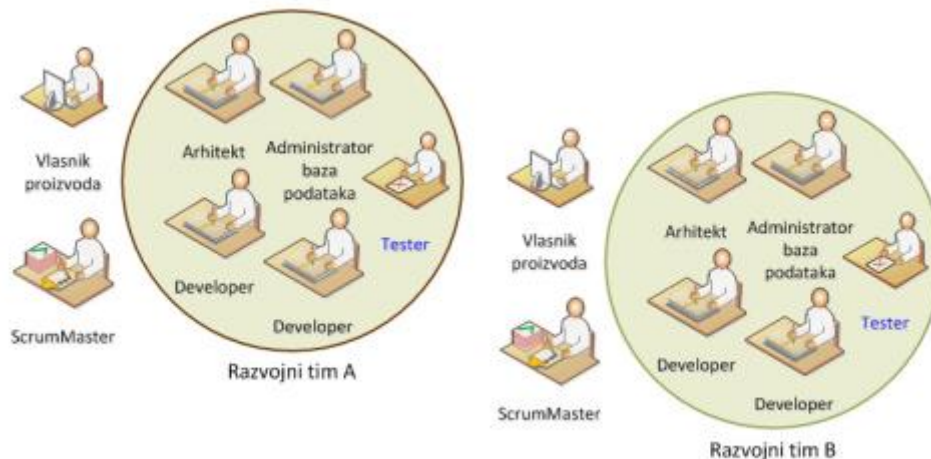 Vlasnik
proizvoda
ScrumMaster
Arhitekt
Administrator
baza
podataka
Tester
Developer
Developer
Razvojni tim A
Vlasnik
proizvoda
ScrumMaster
Arhitekt
Administrator
baza
podataka
Tester
Developer
Developer
Razvojni tim B